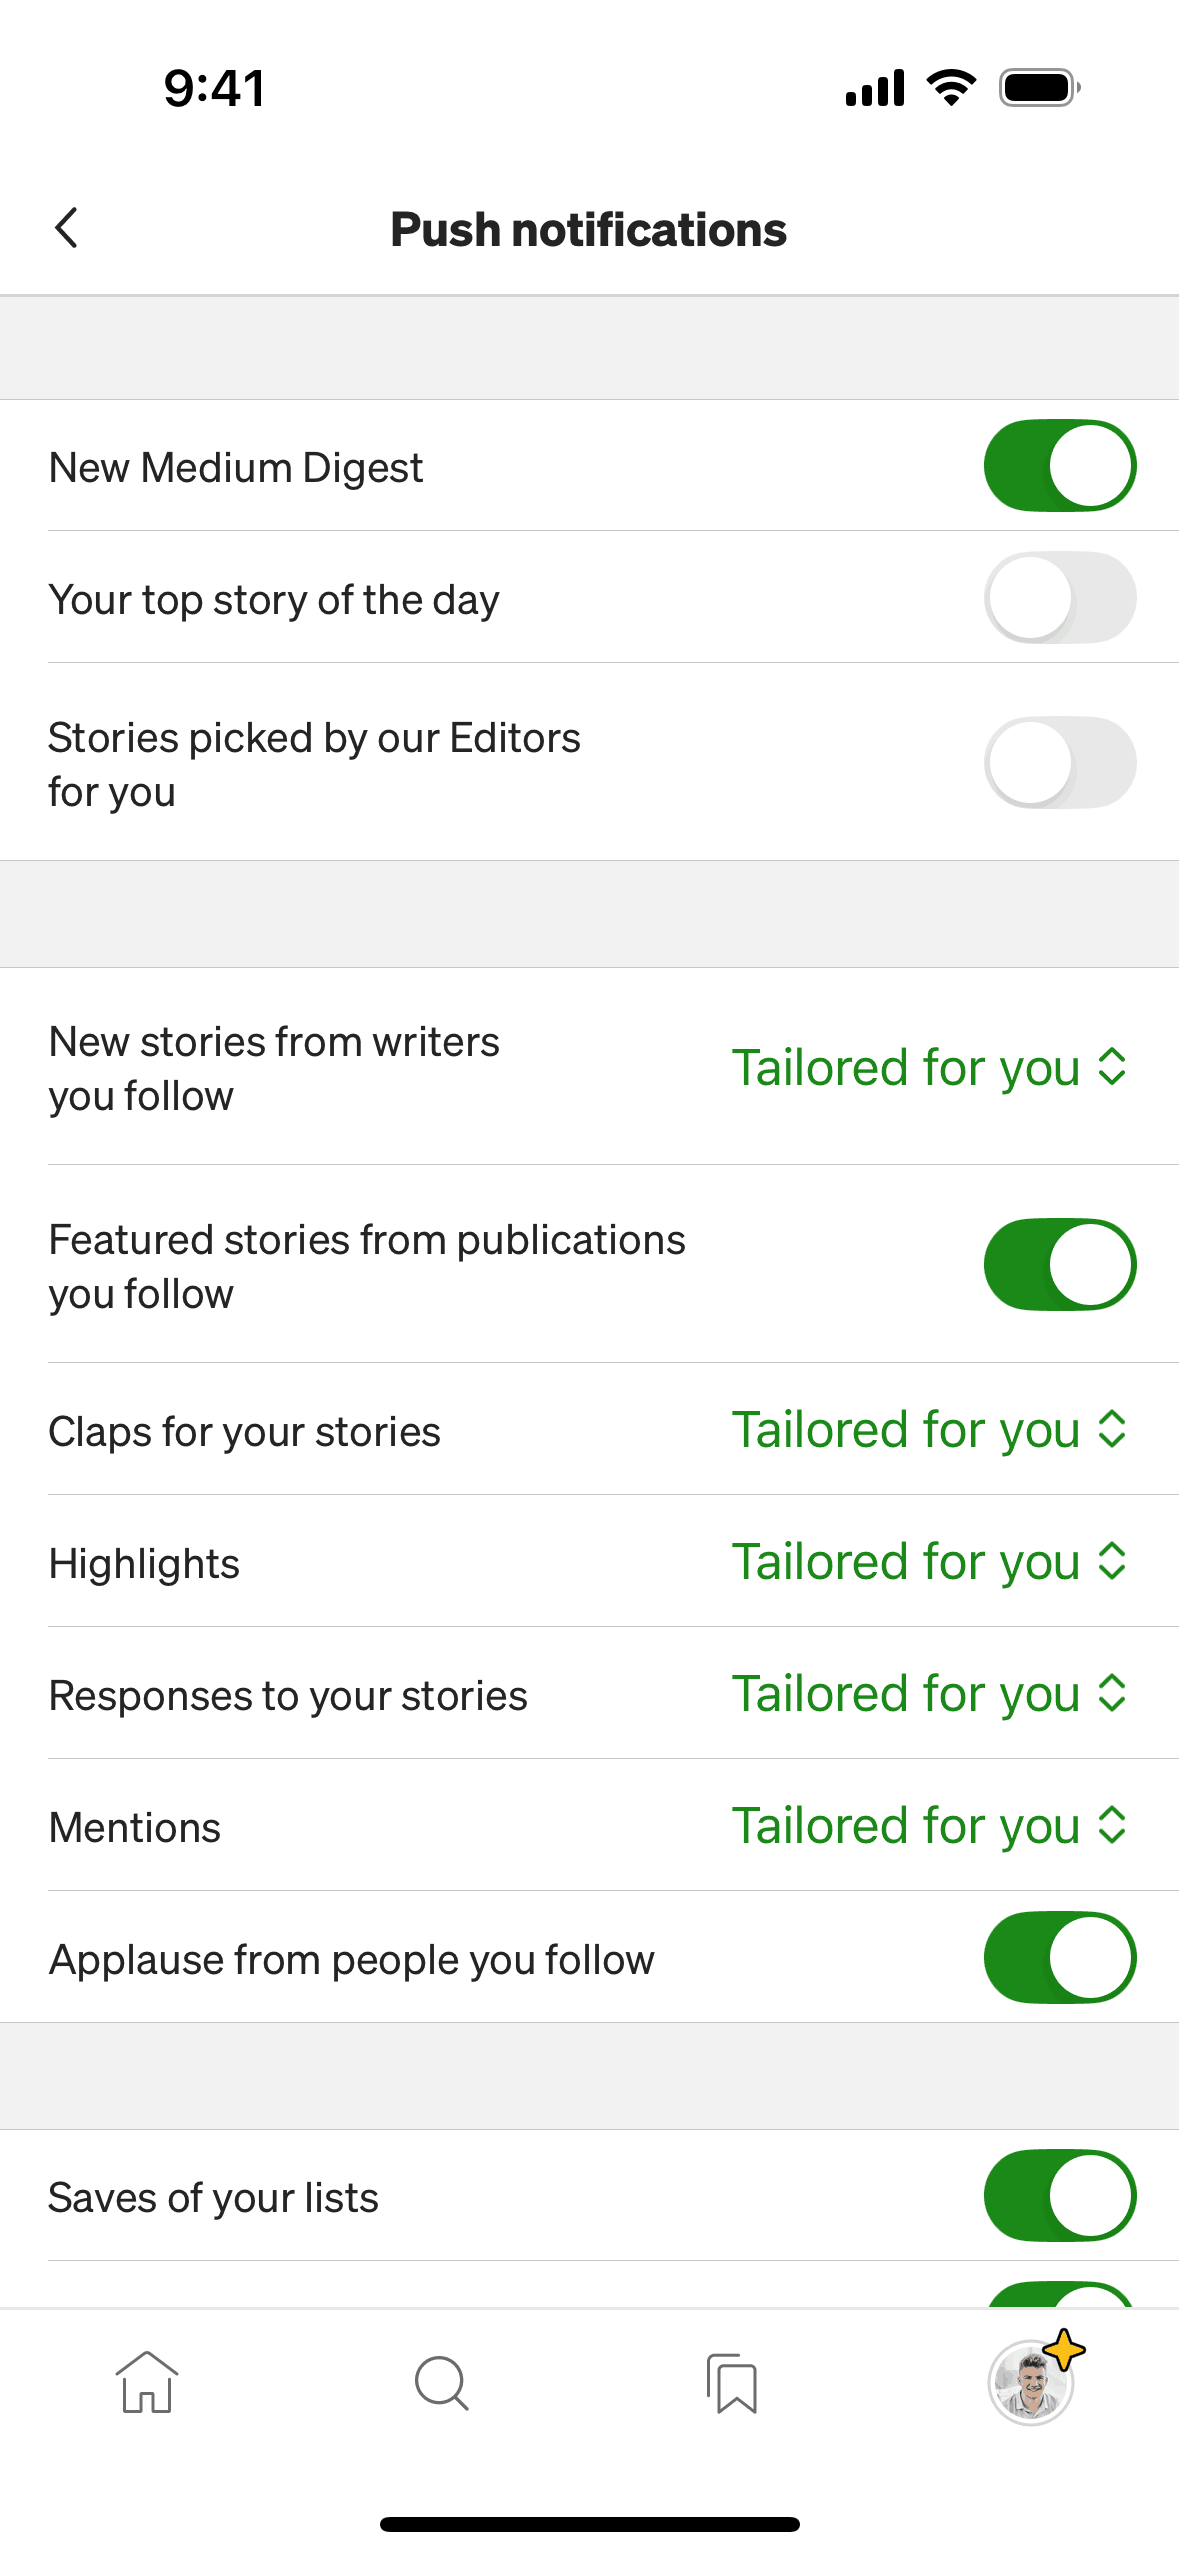 9:41
Push notifications
New Medium Digest
Your top story of the day
Stories picked by our Editors
for you
New stories from writers
you follow
Tailored for you
Featured stories from publications
you follow
Claps for your stories
Tailored for you
Highlights
Tailored for you
Responses to your stories
Tailored for you
Mentions
Tailored for you
Applause from people you follow
Saves of your lists